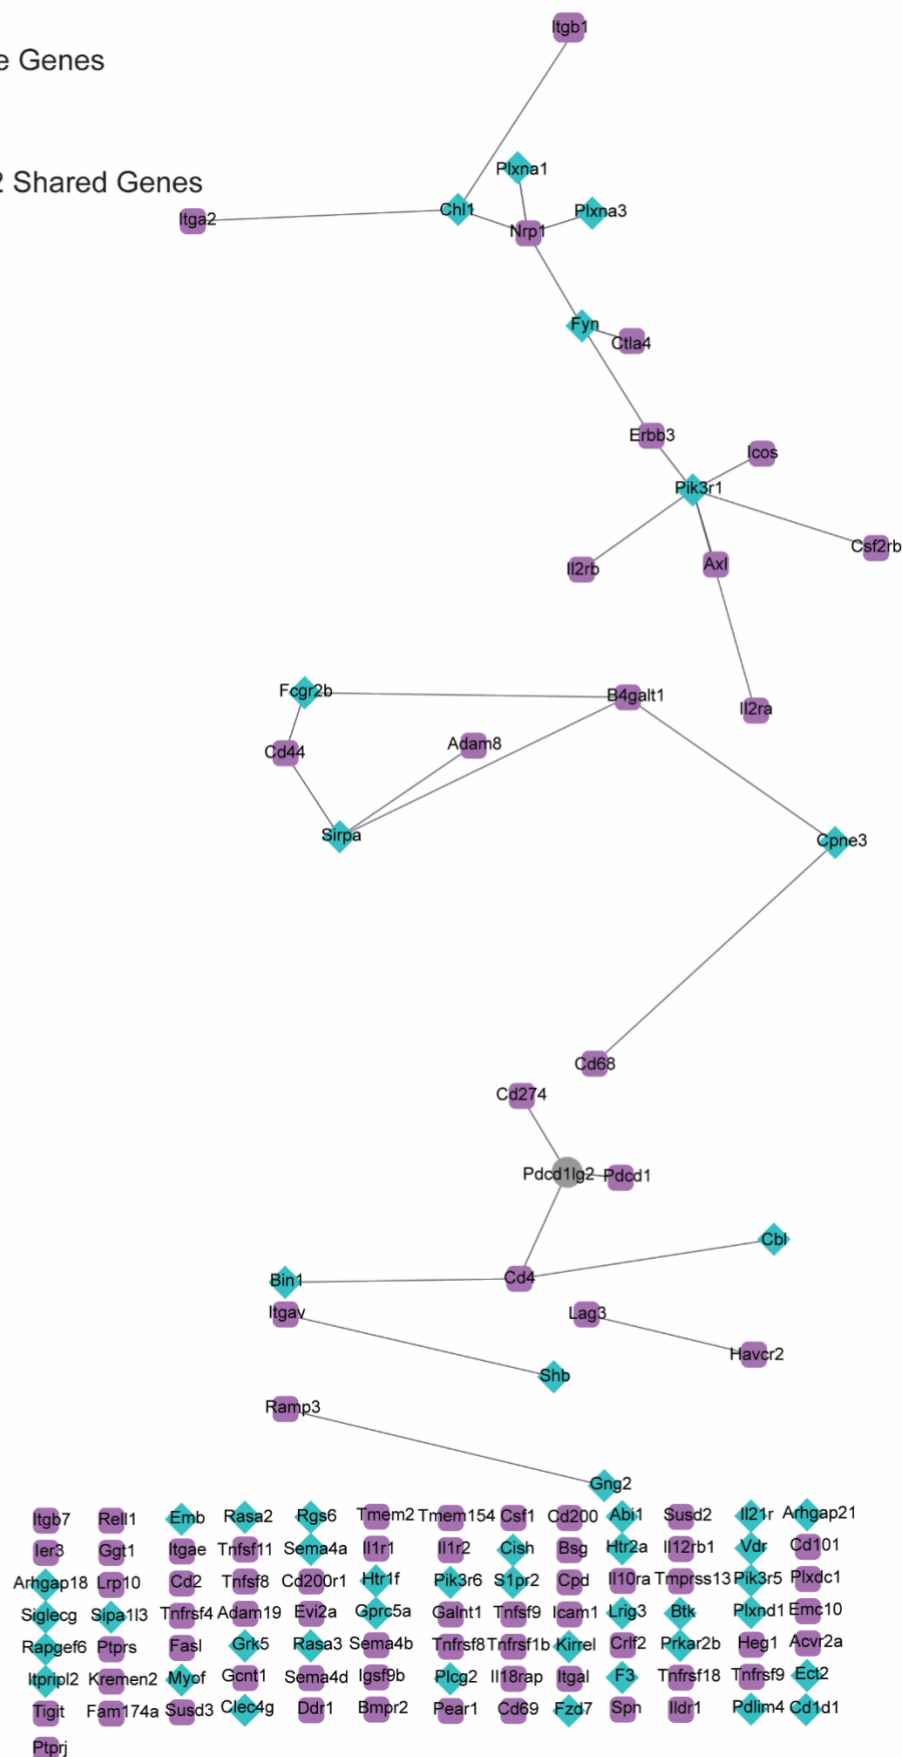 Itgb1
e Genes
Plxna1
2 Shared Genes
Itga2
Chl1
Plxna3
Nrp1
Fyn
Ctla4
Erbb3
Icos
Pik3r1
Csf2rb
Il2rb
Axl
Fcgr2b
B4galt1
Il2ra
Cd44
Adam8
Sirpa
Cpne3
Cd68
Cd274
Pdcd1lg2
Pdcd1
Cbl
Bin1
Cd4
Itgav
Lag3
Havcr2
Shb
Ramp3
Gng2
Itgb7 Rell1 Emb Rasa2 Rgs6 Tmem2 Tmem154 Csf1 Cd200 Abi1 Susd2 Il21r Arhgap21
Ier3 Ggt1 Itgae Tnfsf11 Sema4a Il1r1 Il1r2 Cish Bsg Htr2a Il12rb1 Vdr Cd101
Arhgap18 Lrp10 Cd2 Tnfsf8 Cd200r1 Htr1f Pik3r6 S1pr2 Cpd Il10ra Tmprss13 Pik3r5 Plxdc1
Siglecg Sipa1l3 Tnfrsf4 Adam19 Evi2a Gprc5a Galnt1 Tnfsf9 Icam1 Lrig3 Btk Plxnd1 Emc10
Rapgef6 Ptprs Fasl Grk5 Rasa3 Sema4b Tnfrsf8 Tnfrsf1b Kirrel Crlf2 Prkar2b Heg1 Acvr2a
Itpripl2 Kremen2 Myof Gcnt1 Sema4d Igsf9b Plcg2 Il18rap Itgal F3 Tnfrsf18 Tnfrsf9 Ect2
Tigit Fam174a Susd3 Clec4g Ddr1 Bmpr2 Pear1 Cd69 Fzd7 Spn Ildr1 Pdlim4 Cd1d1
Ptprj